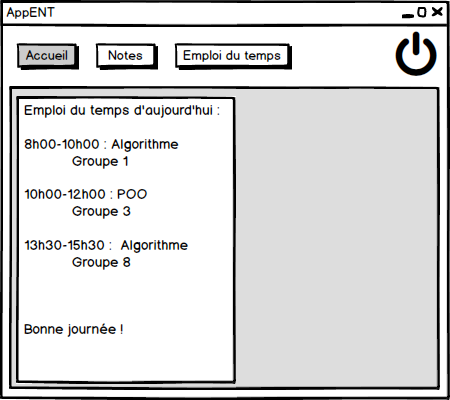 AppENT
Accueil
Notes
Emploi du temps
Emploi du temps d'aujourd'hui :
8h00-10h00 : Algorithme
Groupe 1
10h00-12h00 : POO
Groupe 3
13h30-15h30 : Algorithme
Groupe 8
Bonne journée !